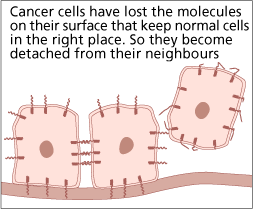 Cancer cells have lost the molecules
on their surface that keep normal cells
in the right place. So they become
detached from their neighbours